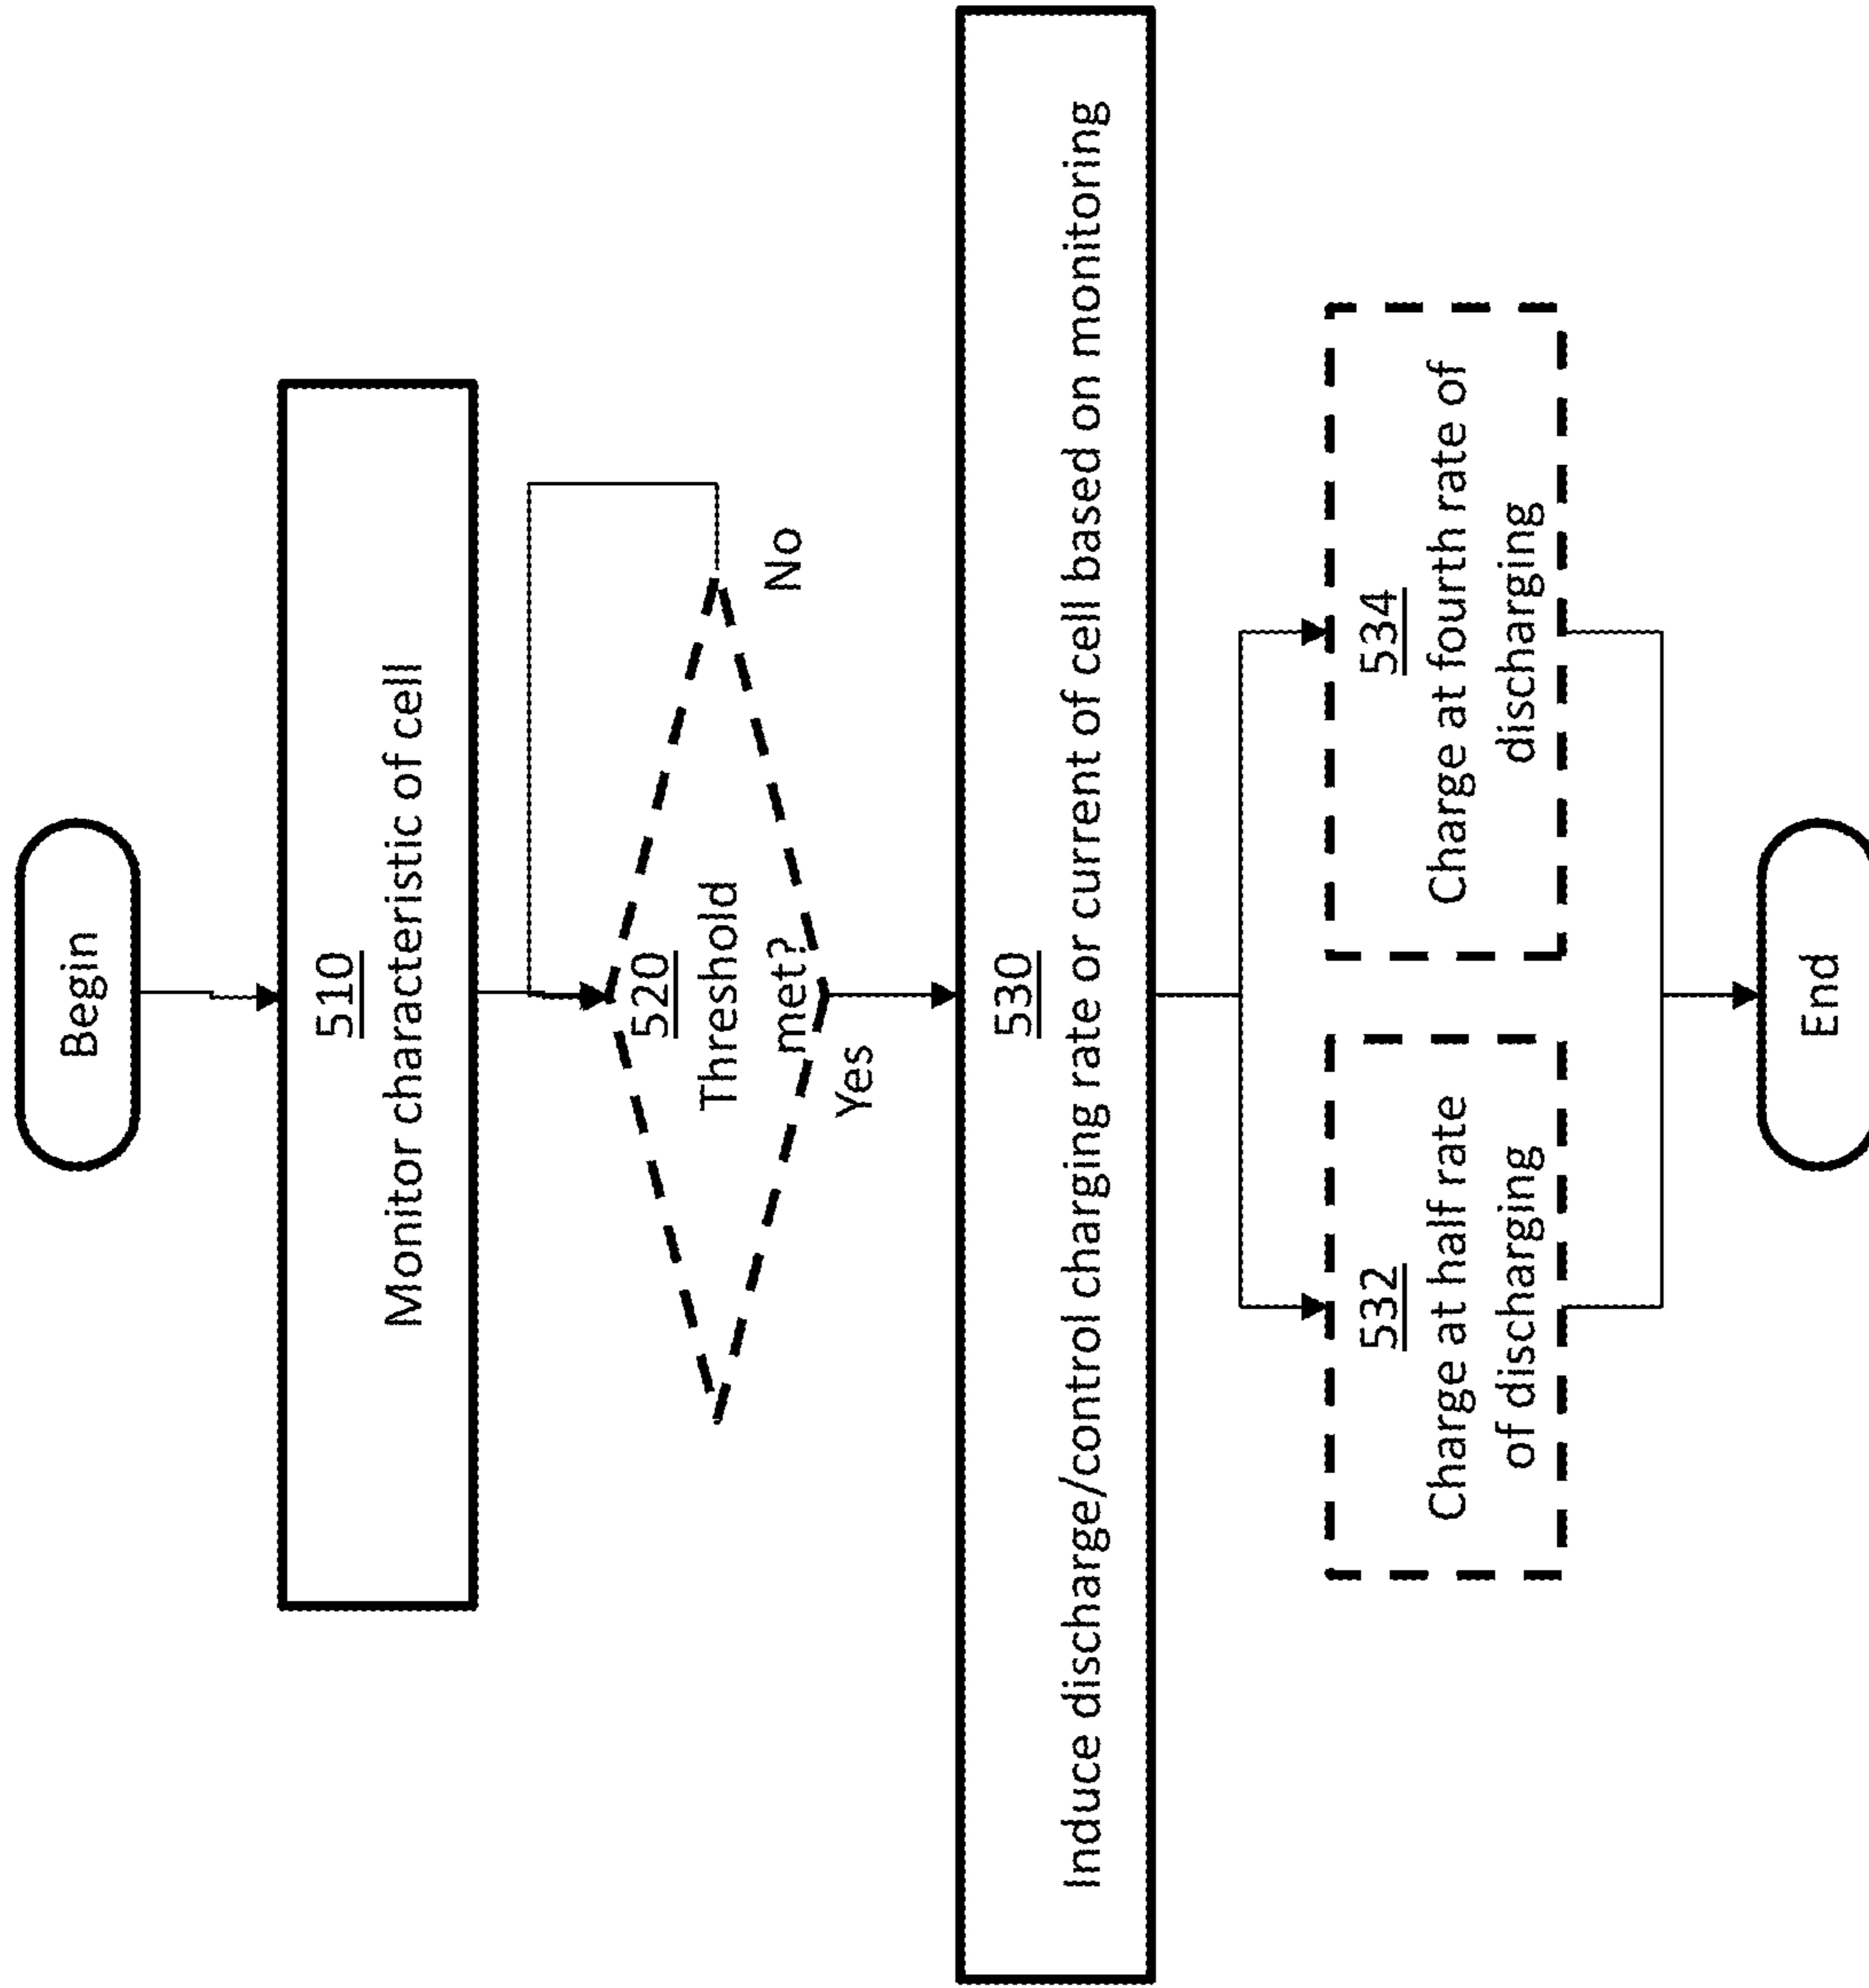 Begin
510
Monitor characteristic of cell
520
Threshold
met?
No
Yes
530
Induce discharge/control charging rate or current of cell based on monitoring
532
Charge at half rate
of discharging
534
Charge at fourth rate of
discharging
End